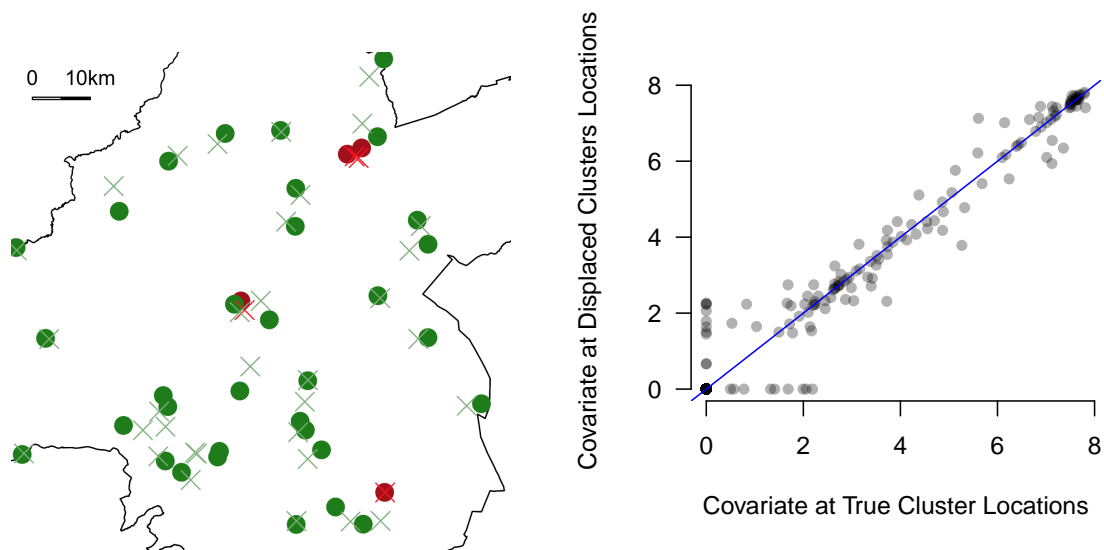 0 10km
Covariate at Displaced Clusters Locations
8
6
4
2
0
0 2 4 6 8
Covariate at True Cluster Locations